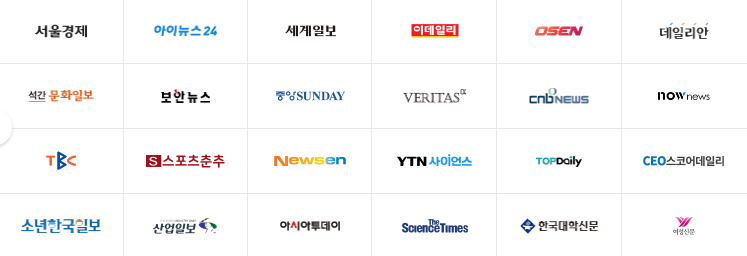 서울경제
아이뉴스24
세계일보
이데일리
OSEN
데일리안
석간 문화일보
보안뉴스
중앙SUNDAY
VERITAS α
cnbNEWS
nownews
TBC
S스포츠춘추
Newsen
YTN 사이언스
TOPDaily
CEO스코어데일리
소년한국일보
산업일보
아시아투데이
The ScienceTimes
한국대학신문
여성신문